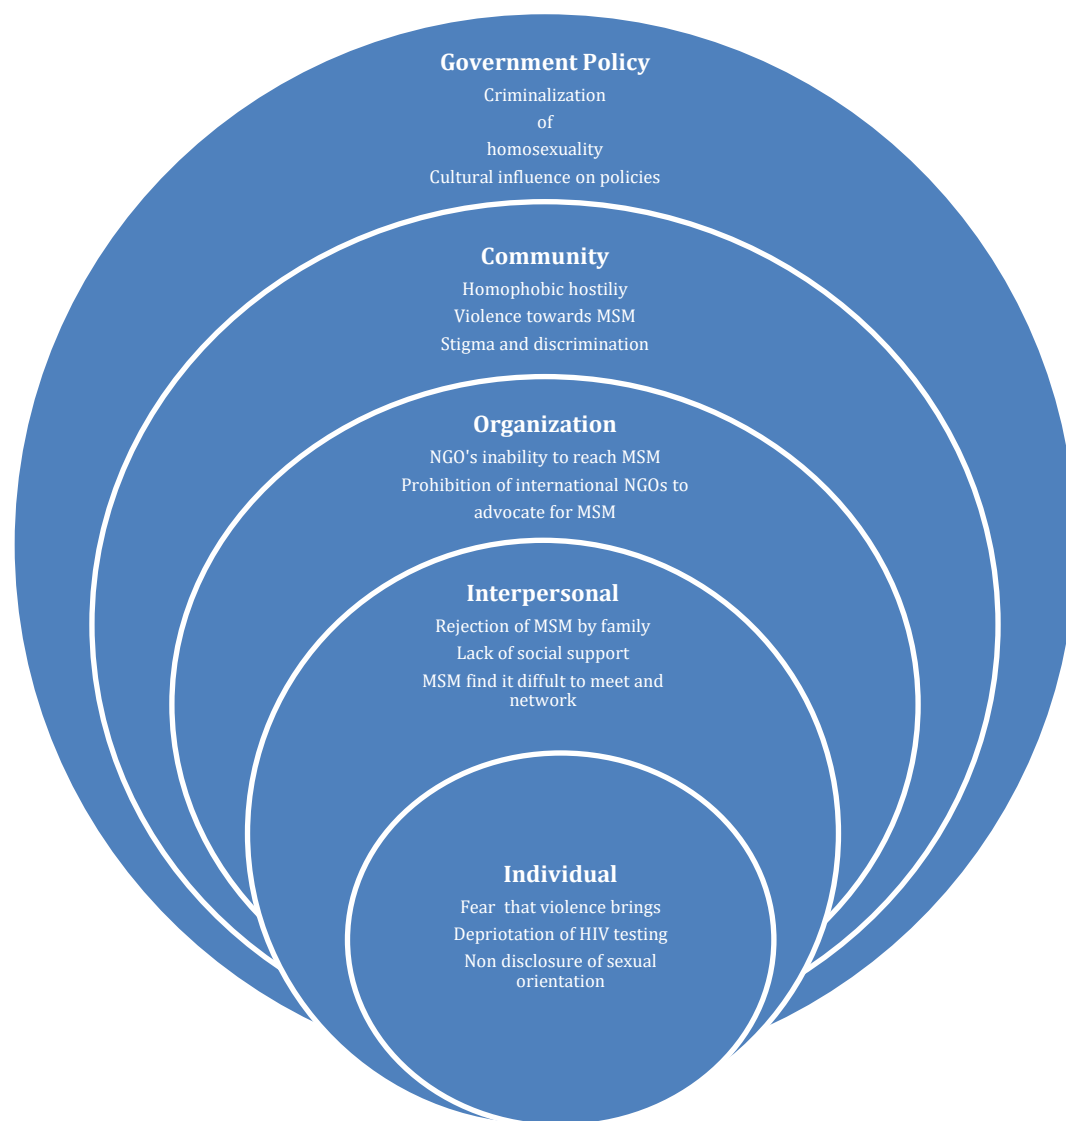 Government Policy
Criminalization
of
homosexuality
Cultural influence on policies
Community
Homophobic hostiliy
Violence towards MSM
Stigma and discrimination
Organization
NGO's inability to reach MSM
Prohibition of international NGOs to
advocate for MSM
Interpersonal
Rejection of MSM by family
Lack of social support
MSM find it diffult to meet and
network
Individual
Fear  that violence brings
Depriotation of HIV testing
Non disclosure of sexual
orientation